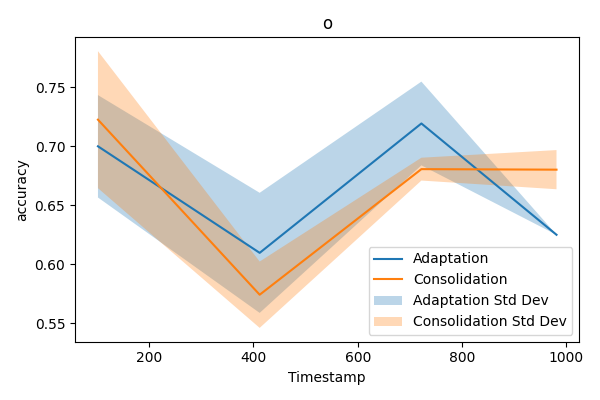 o
accuracy
0.75
0.70
0.65
0.60
0.55
200
400
600
800
1000
Timestamp
Adaptation
Consolidation
Adaptation Std Dev
Consolidation Std Dev